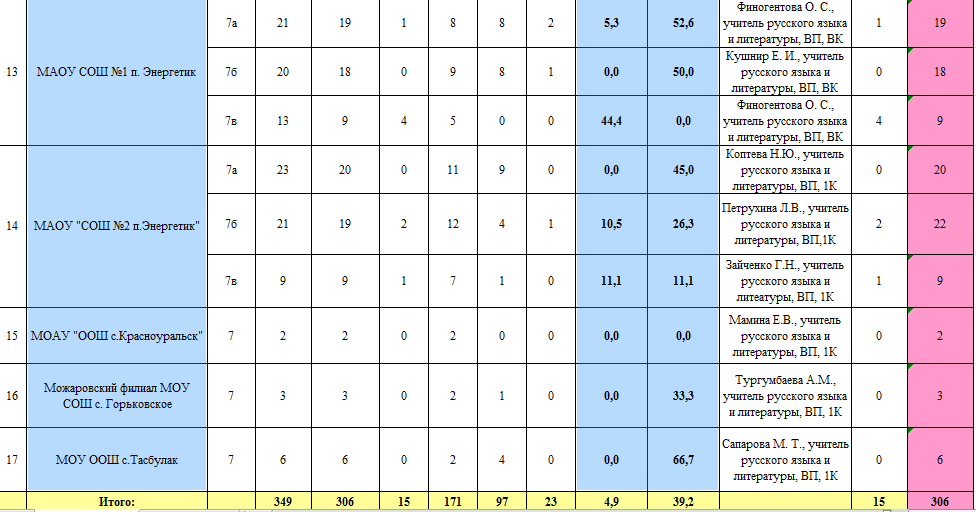 7а 21 19 1 8 8 2 5,3 52,6 Финогентова О. С., учитель русского языка и литературы, ВП, ВК 1 19
13 МАОУ СОШ №1 п. Энергетик 7б 20 18 0 9 8 1 0,0 50,0 Кушнир Е. И., учитель русского языка и литературы, ВП, ВК 0 18
7в 13 9 4 5 0 0 44,4 0,0 Финогентова О. С., учитель русского языка и литературы, ВП, ВК 4 9
7а 23 20 0 11 9 0 0,0 45,0 Коптева Н.Ю., учитель русского языка и литературы, ВП, 1К 0 20
14 МАОУ "СОШ №2 п.Энергетик" 7б 21 19 2 12 4 1 10,5 26,3 Петрухина Л.В., учитель русского языка и литературы, ВП,1К 2 22
7в 9 9 1 7 1 0 11,1 11,1 Зайченко Г.Н., учитель русского языка и литеатуры, ВП, 1К 1 9
15 МОАУ "ООШ с.Красноуральск" 7 2 2 0 2 0 0 0,0 0,0 Мамина Е.В., учитель русского языка и литературы, ВП, 1К 0 2
16 Можаровский филиал МОУ СОШ с. Горьковское 7 3 3 0 2 1 0 0,0 33,3 Тургумбаева А.М., учитель русского языка и литературы, ВП, 1К 0 3
17 МОУ ООШ с.Тасбулак 7 6 6 0 2 4 0 0,0 66,7 Сапарова М. Т., учитель русского языка и литературы, ВП, 1К 0 6
Итого: 349 306 15 171 97 23 4,9 39,2 15 306